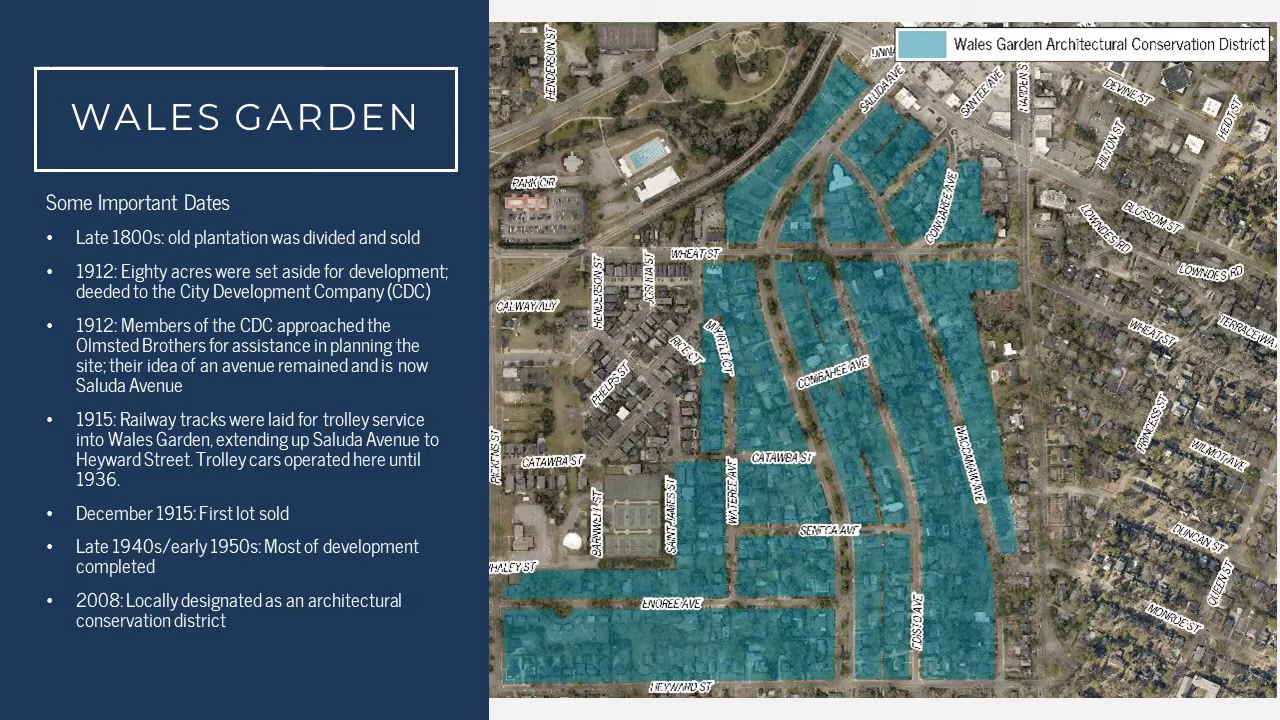 WALES GARDEN
Some Important Dates
• Late 1800s: old plantation was divided and sold
• 1912: Eighty acres were set aside for development;
deeded to the City Development Company (CDC)
• 1912: Members of the CDC approached the
Olmsted Brothers for assistance in planning the
site; their idea of an avenue remained and is now
Saluda Avenue
• 1915: Railway tracks were laid for trolley service
into Wales Garden, extending up Saluda Avenue to
Heyward Street. Trolley cars operated here until
1936.
• December 1915: First lot sold
• Late 1940s/early 1950s: Most of development
completed
• 2008: Locally designated as an architectural
conservation district
Wales Garden Architectural Conservation District
HENDERSON ST
SALUDA AVE
SANTEE AVE
HARDEN S
DEVINE ST
HEIDT ST
HILTON ST
PARK CIR
CONGAREE AVE
BLOSSOM ST
LOWNDES RD
LOWNDES RD
WHEAT ST
HENDERSON ST
JOSHUA ST
CALWAY ALY
MYRTLE CT
RICE CT
WHEAT ST
TERRACE WA
PHELPS ST
COMBAHEE AVE
PRINCESS ST
WILMOT AVE
PICKENS ST
CATAWBA ST
CATAWBA ST
WACCAMAW AVE
WATEREE AVE
SAINT JAMES ST
BARNWELL ST
SENECA AVE
DUNCAN ST
QUEEN ST
WHALEY ST
ENOREE AVE
EDISTO AVE
MONROE ST
HEYWARD ST